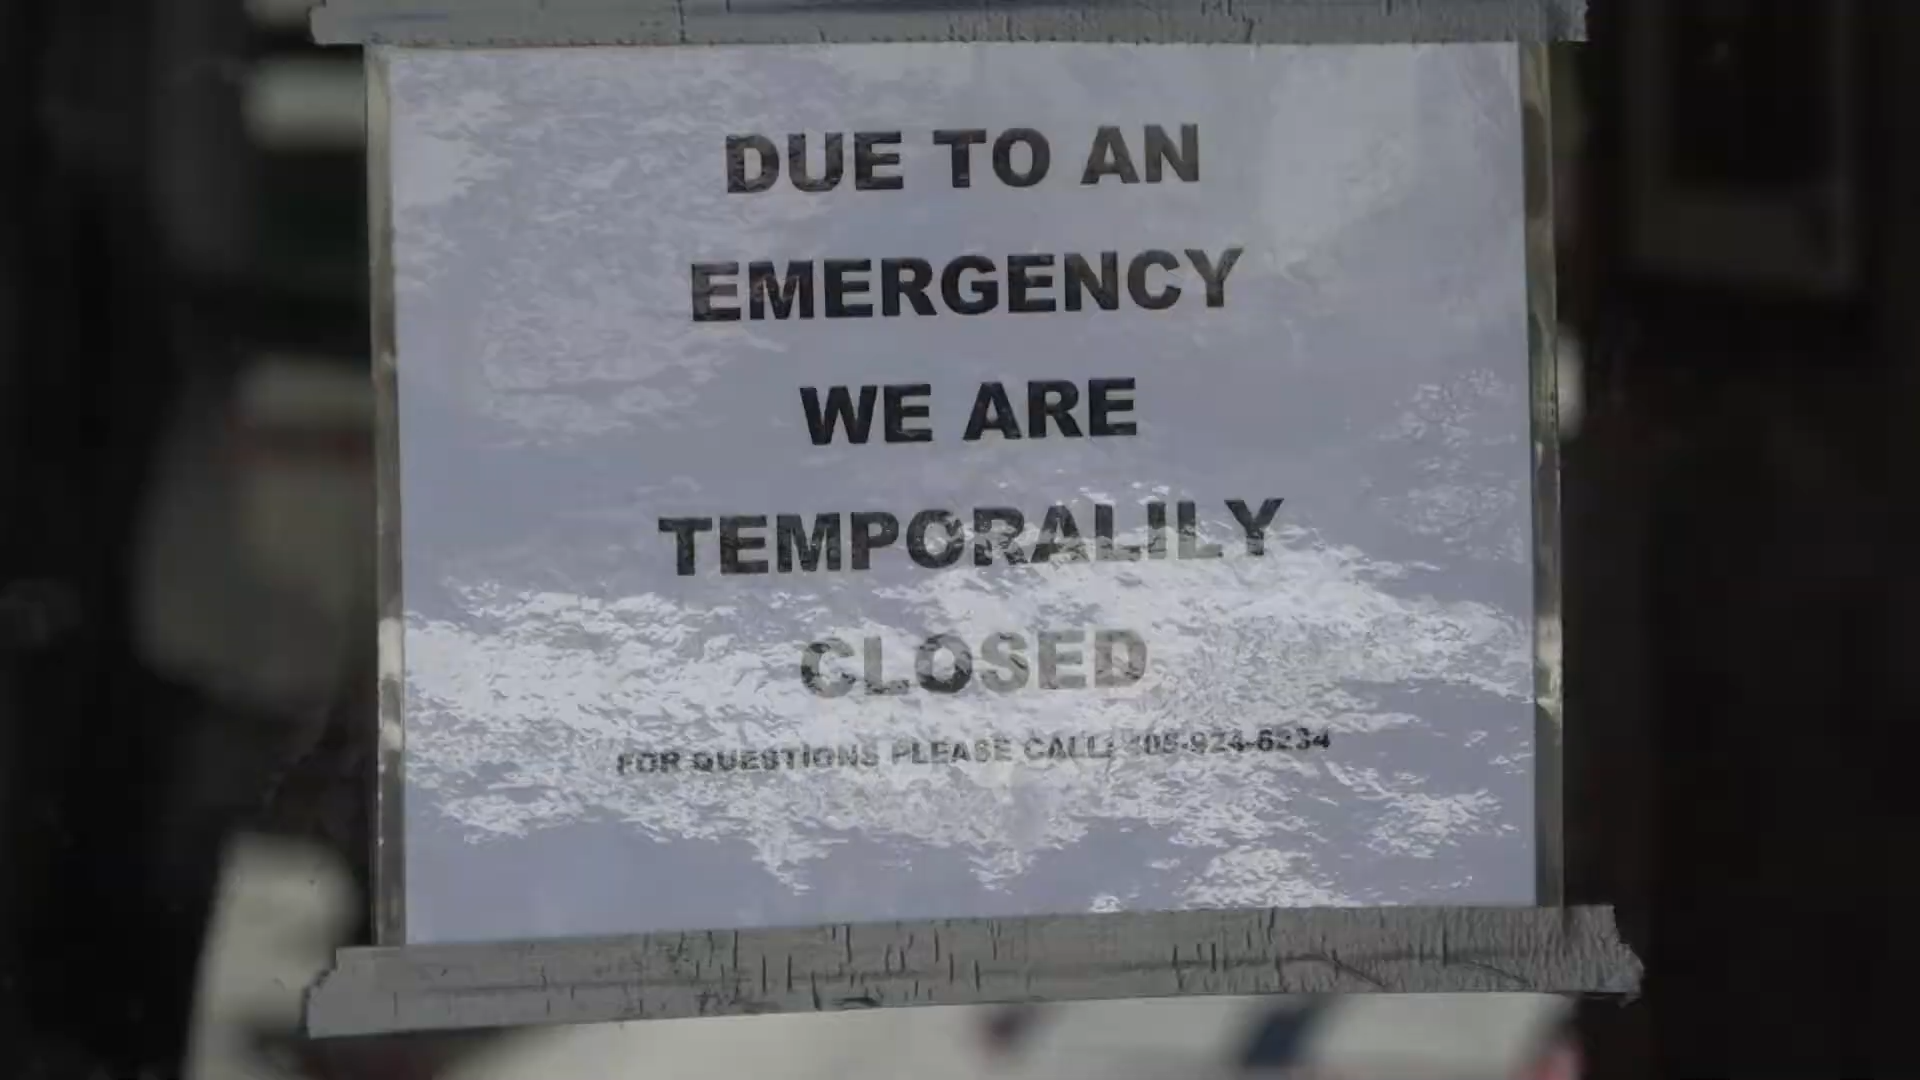 DUE TO AN
EMERGENCY
WE ARE
TEMPORALILY
CLOSED
FOR QUESTIONS PLEASE CALL: